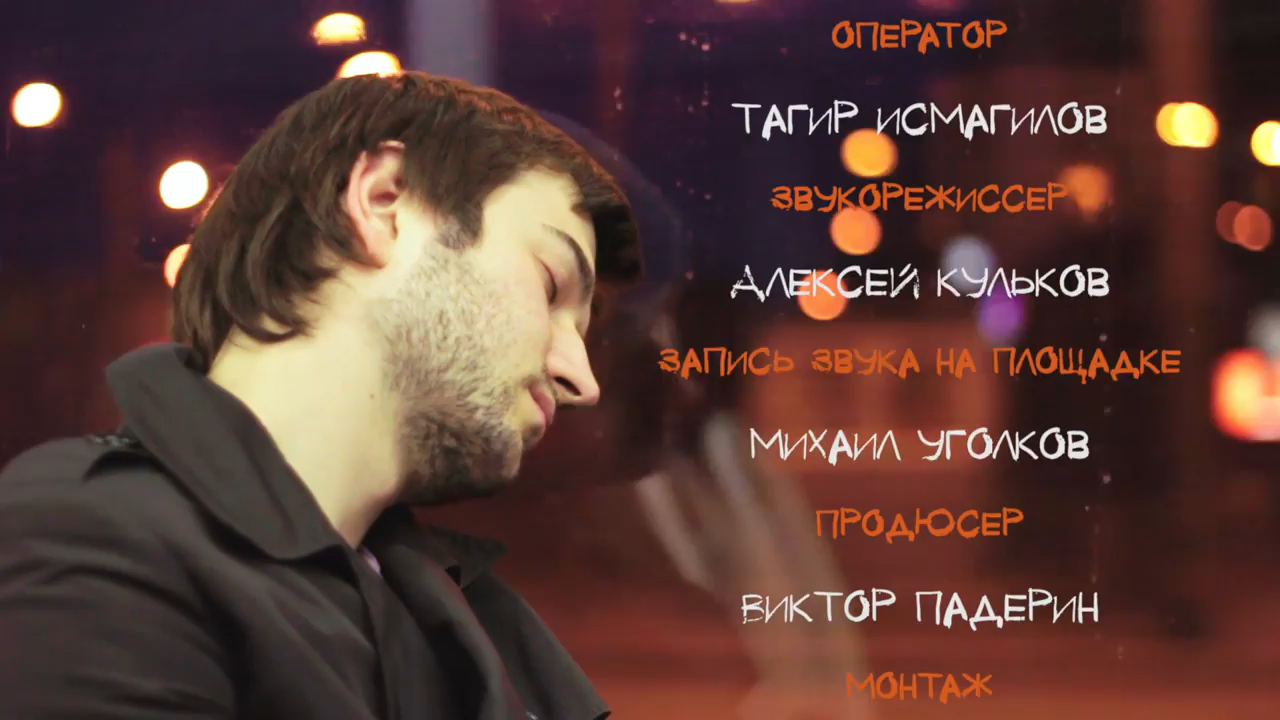 ОПЕРАТОР
ТАГИР ИСМАГИЛОВ
ЗВУКОРЕЖИССЕР
АЛЕКСЕЙ КУЛЬКОВ
ЗАПИСЬ ЗВУКА НА ПЛОЩАДКЕ
МИХАИЛ УГОЛКОВ
ПРОДЮСЕР
ВИКТОР ПАДЕРИН
МОНТАЖ